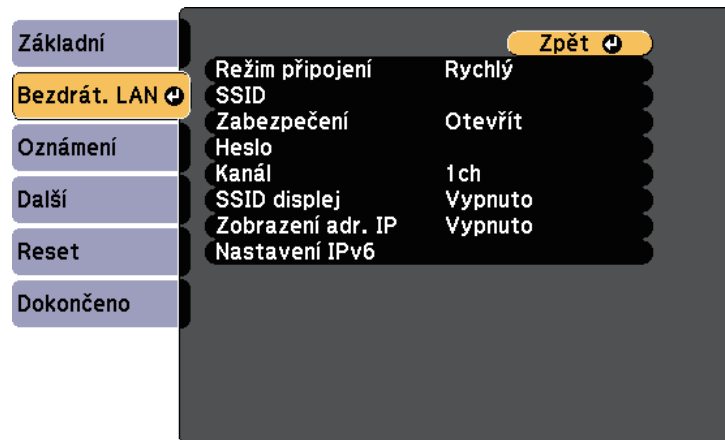 Základní
Bezdrát. LAN
Oznámení
Další
Reset
Dokončeno
Zpět
Režim připojení Rychlý
SSID
Zabezpečení Otevřít
Heslo
Kanál 1ch
SSID displej Vypnuto
Zobrazení adr. IP Vypnuto
Nastavení IPv6